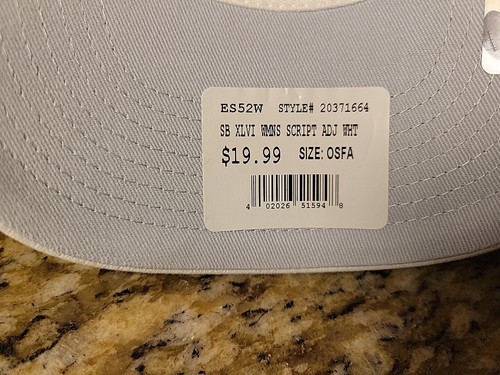 ES52W STYLE# 20371664
SB XLVI WMNS SCRIPT ADJ WHT
$19.99 SIZE: OSFA
4 02026 51594 8